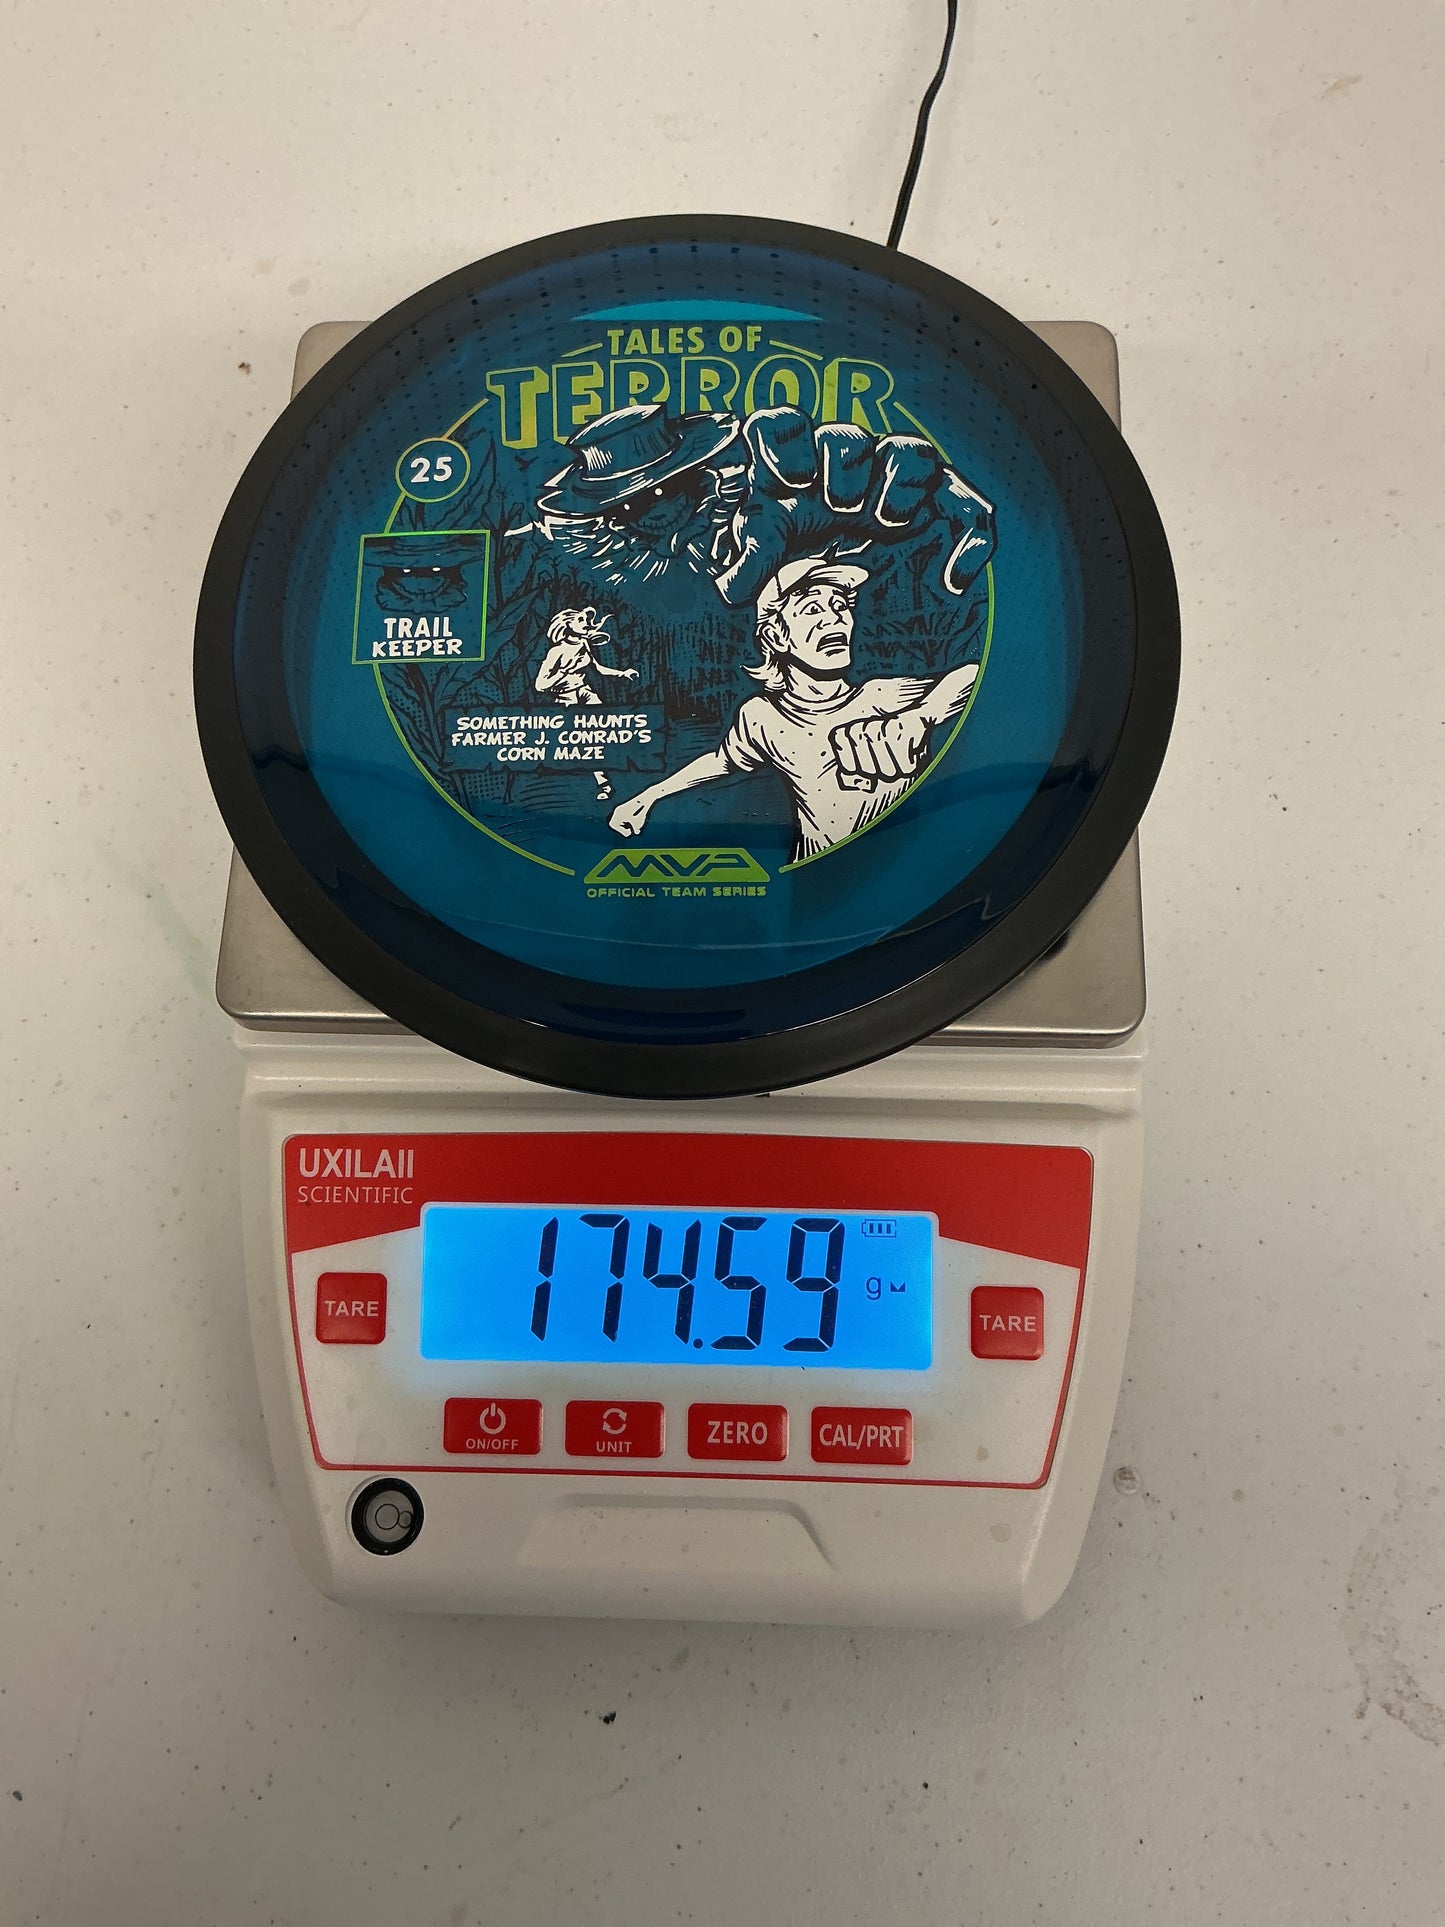 TALES OF
TERROR
25
TRAIL
KEEPER
SOMETHING HAUNTS
FARMER J. CONRAD'S
CORN MAZE
MVP
OFFICIAL TEAM SERIES
UXILAII
SCIENTIFIC
174.59 g
TARE
TARE
ON/OFF
UNIT
ZERO
CAL/PRT